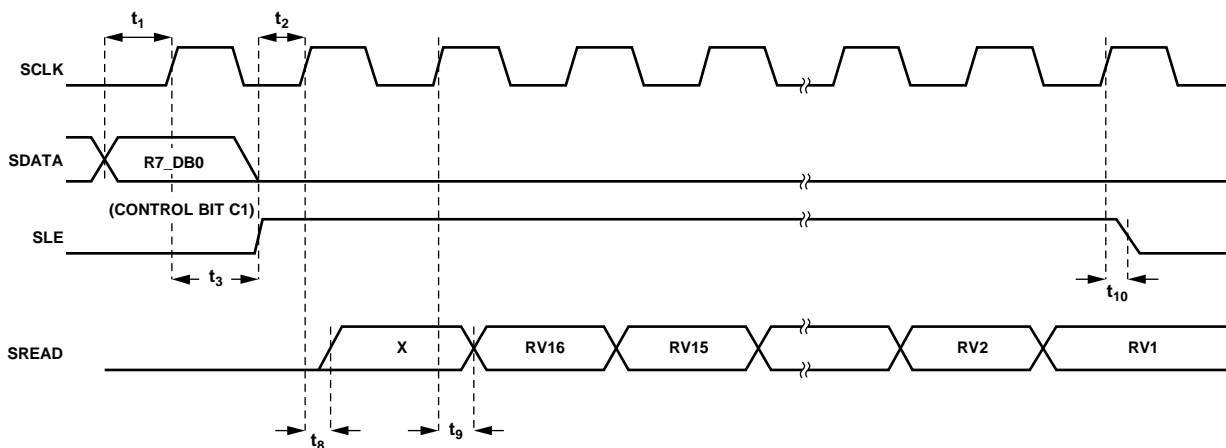 t1
t2
SCLK
SDATA
R7_DB0
(CONTROL BIT C1)
SLE
t3
t10
SREAD
X
RV16
RV15
RV2
RV1
t8
t9